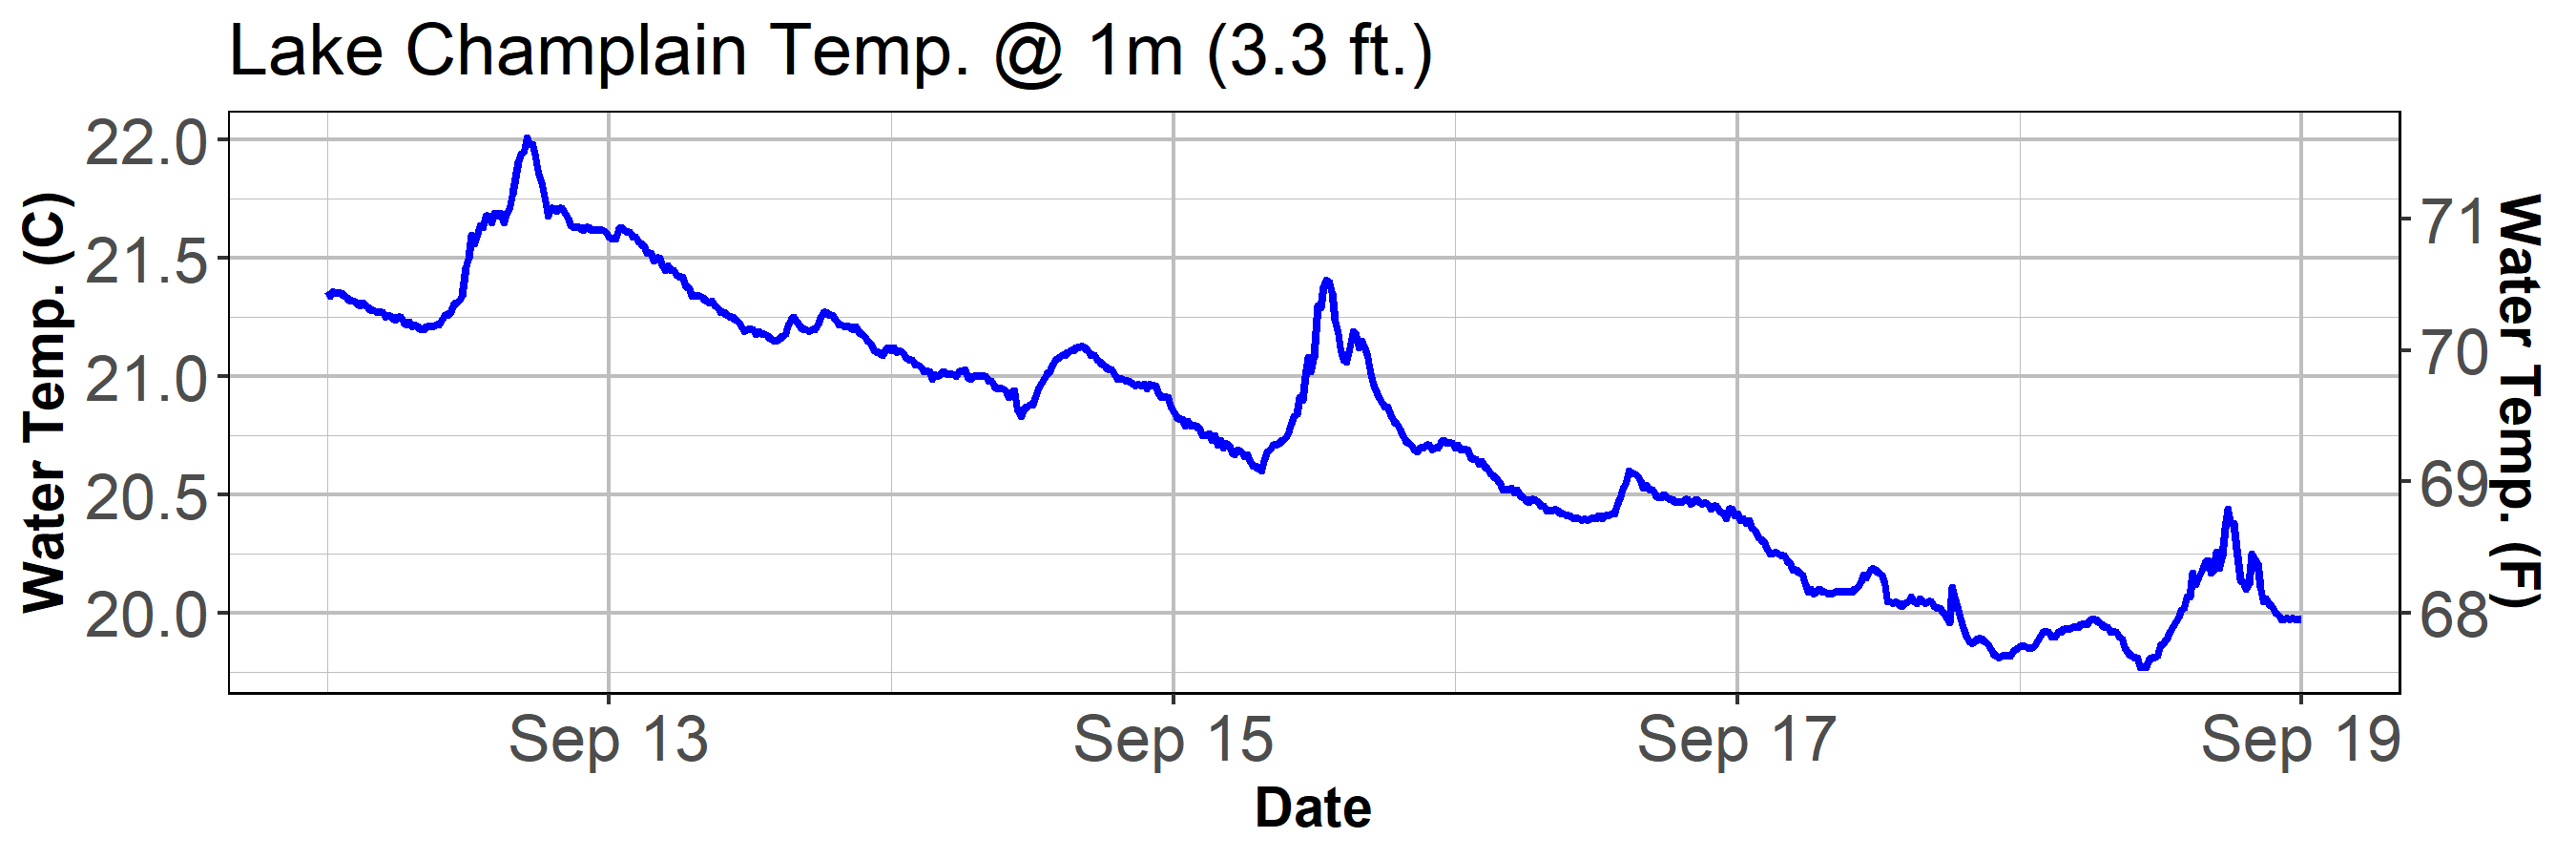 Lake Champlain Temp. @ 1m (3.3 ft.)
22.0
21.5
21.0
20.5
20.0
Water Temp. (C)
71
70
69
68
Water Temp. (F)
Sep 13 Sep 15 Sep 17 Sep 19
Date